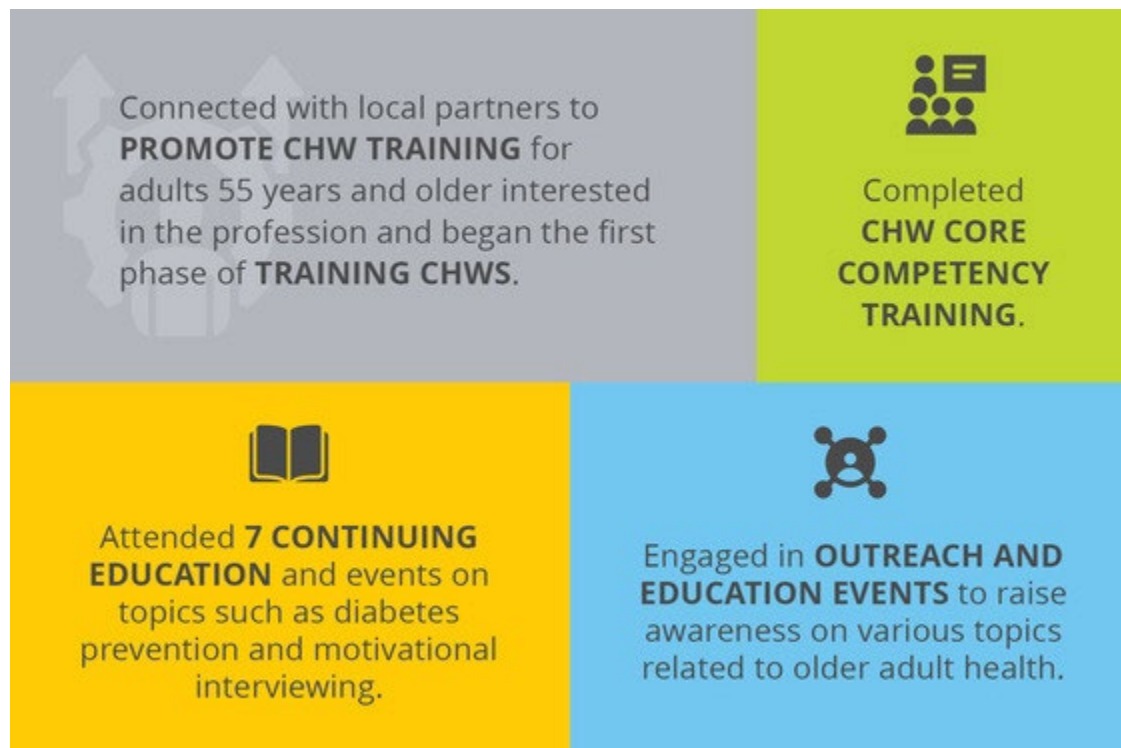 Connected with local partners to
PROMOTE CHW TRAINING for
adults 55 years and older interested
in the profession and began the first
phase of TRAINING CHWS.
Completed
CHW CORE
COMPETENCY
TRAINING.
Attended 7 CONTINUING
EDUCATION and events on
topics such as diabetes
prevention and motivational
interviewing.
Engaged in OUTREACH AND
EDUCATION EVENTS to raise
awareness on various topics
related to older adult health.